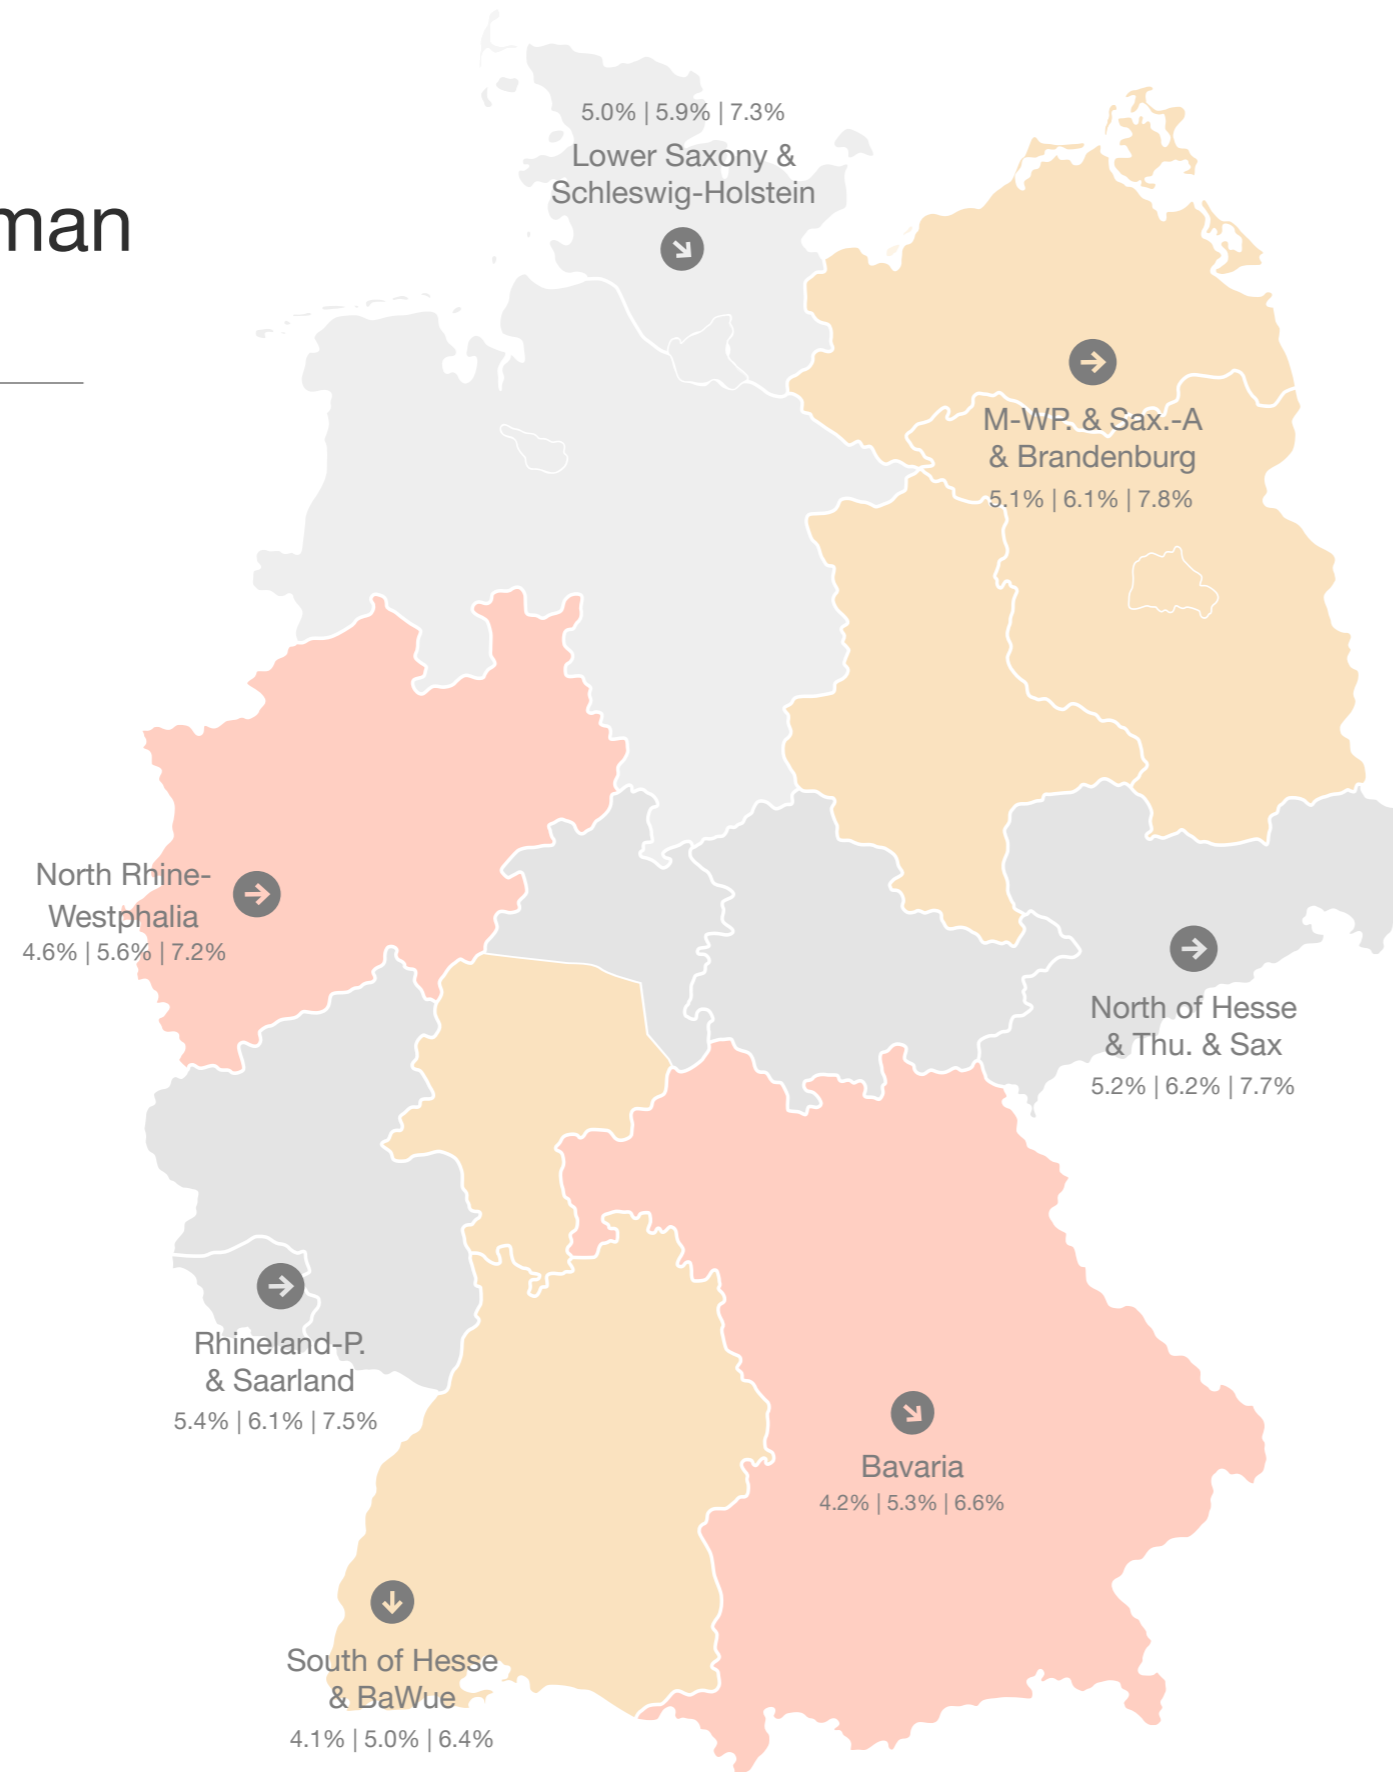 5.0% | 5.9% | 7.3%
Lower Saxony &
Schleswig-Holstein
man
M-WP. & Sax.-A
& Brandenburg
5.1% | 6.1% | 7.8%
North Rhine-
Westphalia
4.6% | 5.6% | 7.2%
North of Hesse
& Thu. & Sax
5.2% | 6.2% | 7.7%
Rhineland-P.
& Saarland
5.4% | 6.1% | 7.5%
Bavaria
4.2% | 5.3% | 6.6%
South of Hesse
& BaWue
4.1% | 5.0% | 6.4%